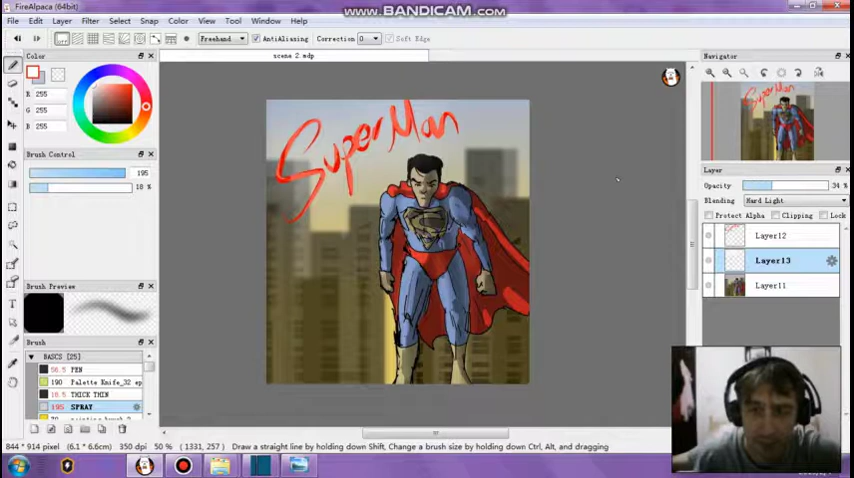 FireAlpaca (64bit)
www.BANDICAM.com
File Edit Layer Filter Select Snap Color View Tool Window Help
OFF Freehand AntiAliasing Correction 0 Soft Edge
Color
scene 2.mdp
Navigator
R 255
G 255
B 255
SuperMan
Brush Control
195
18 %
Layer
Opacity 34 %
Blending Hard Light
Protect Alpha Clipping Lock
Layer12
Layer13
Layer11
Brush Preview
Brush
BASICS [25]
56.5 PEN
190 Palette Knife_32 ep
18.5 THICK THIN
195 SPRAY
844 * 914 pixel (6.1 * 6.6cm) 350 dpi 50 % (1331, 257) Draw a straight line by holding down Shift, Change a brush size by holding down Ctrl, Alt, and dragging